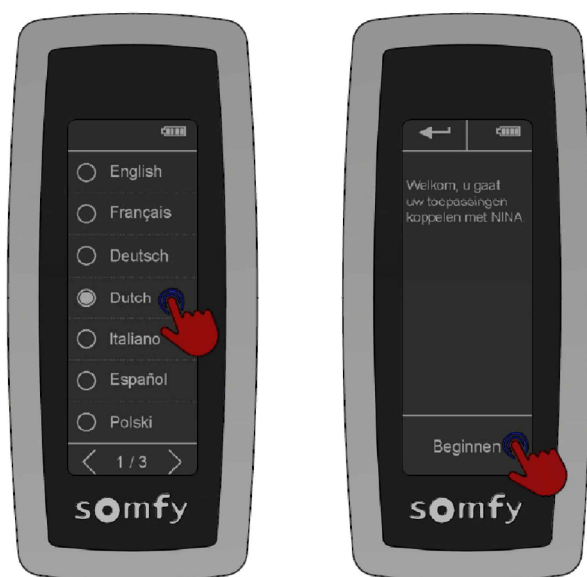 English
Français
Deutsch
Dutch
Italiano
Español
Polski
1 / 3
somfy
Welkom, u gaat
uw toepassingen
koppelen met NINA
Beginnen
somfy